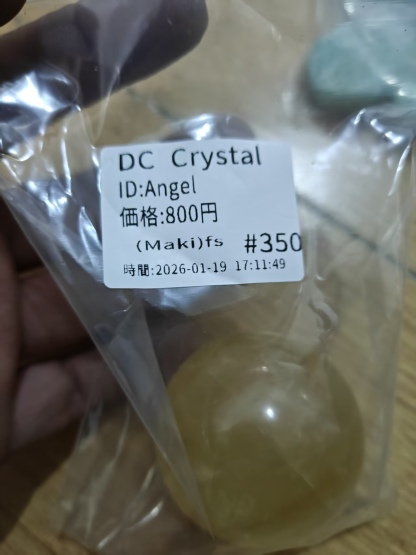 DC Crystal
ID:Angel
価格:800円
(Maki)fs #350
時間:2026-01-19 17:11:49